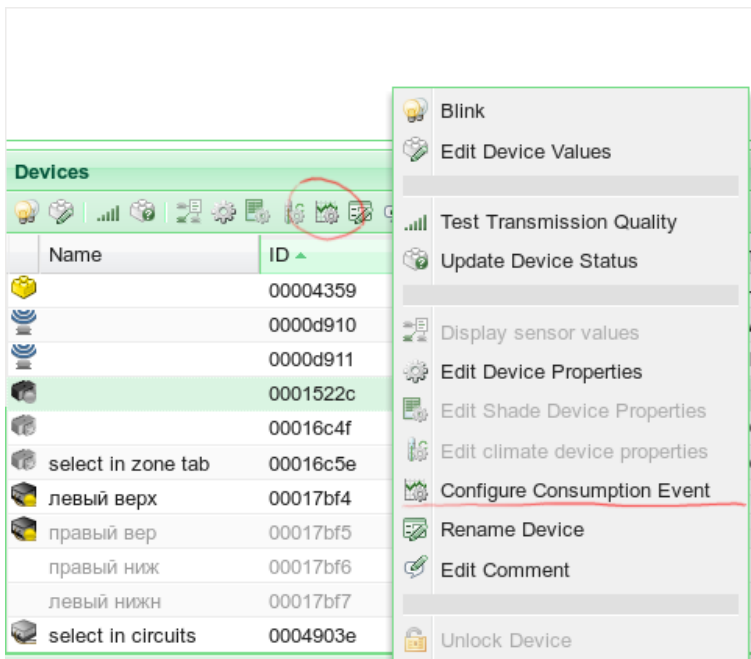 Devices
Name ID
00004359
0000d910
0000d911
0001522c
00016c4f
select in zone tab 00016c5e
левый верх 00017bf4
правый вер 00017bf5
правый ниж 00017bf6
левый нижн 00017bf7
select in circuits 0004903e
Blink
Edit Device Values
Test Transmission Quality
Update Device Status
Display sensor values
Edit Device Properties
Edit Shade Device Properties
Edit climate device properties
Configure Consumption Event
Rename Device
Edit Comment
Unlock Device